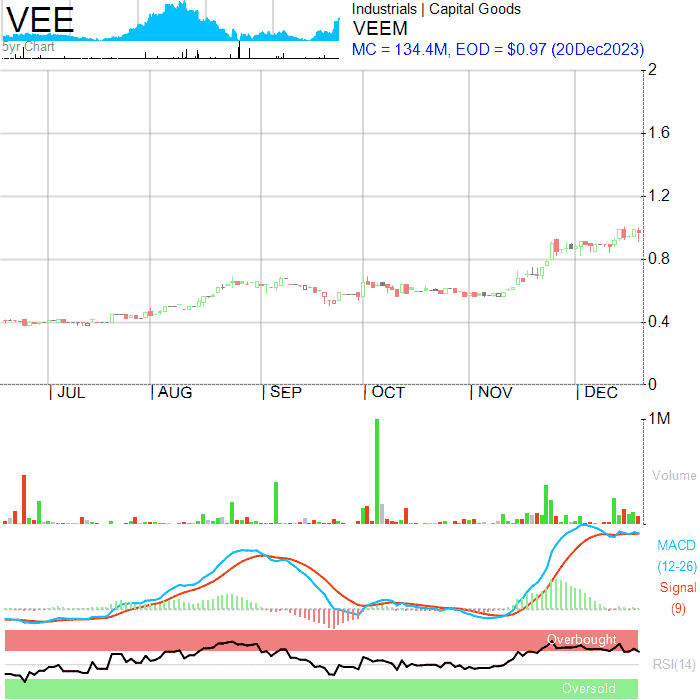 VEE
5yr Chart
Industrials | Capital Goods
VEEM
MC = 134.4M, EOD = $0.97 (20Dec2023)
2
1.6
1.2
0.8
0.4
0
JUL
AUG
SEP
OCT
NOV
DEC
1M
Volume
MACD
(12-26)
Signal
(9)
Overbought
RSI(14)
Oversold